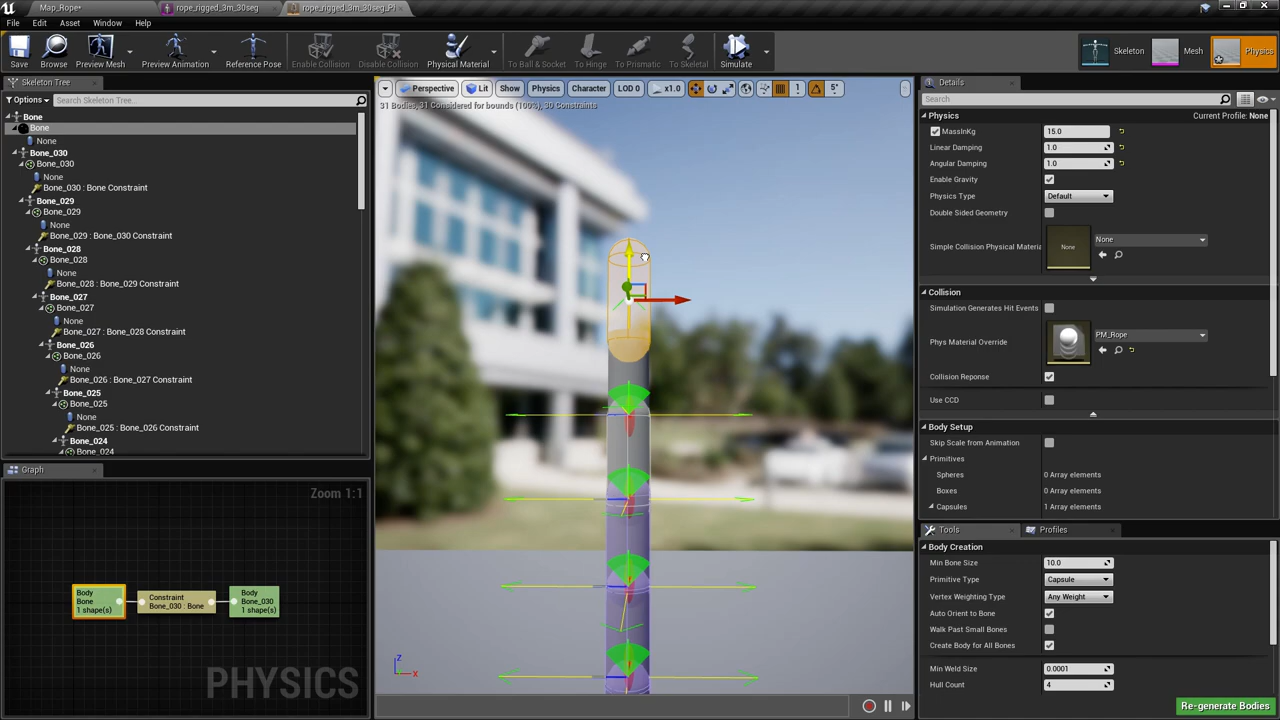 Map_Rope*
rope_rigged_3m_30seg
rope_rigged_3m_30seg_Pl
File Edit Asset Window Help
Save
Browse
Preview Mesh
Preview Animation
Reference Pose
Enable Collision
Disable Collision
Physical Material
To Ball & Socket
To Hinge
To Prismatic
To Skeletal
Simulate
Skeleton
Mesh
Physics
Skeleton Tree
Options
Search Skeleton Tree...
Bone
Bone
None
Bone_030
Bone_030
None
Bone_030 : Bone Constraint
Bone_029
Bone_029
None
Bone_029 : Bone_030 Constraint
Bone_028
Bone_028
None
Bone_028 : Bone_029 Constraint
Bone_027
Bone_027
None
Bone_027 : Bone_028 Constraint
Bone_026
Bone_026
None
Bone_026 : Bone_027 Constraint
Bone_025
Bone_025
None
Bone_025 : Bone_026 Constraint
Bone_024
Bone_024
Graph
Zoom 1:1
Body
Bone
1 shape(s)
Constraint
Bone_030 : Bone
Body
Bone_030
1 shape(s)
PHYSICS
Perspective Lit Show Physics Character LOD 0 x1.0 1 5°
31 Bodies, 31 Considered for bounds (100%), 30 Constraints
Z
X
Details
Search
Physics
Current Profile: None
MassInKg 15.0
Linear Damping 1.0
Angular Damping 1.0
Enable Gravity
Physics Type Default
Double Sided Geometry
Simple Collision Physical Materia
None
None
Collision
Simulation Generates Hit Events
Phys Material Override
PM_Rope
Collision Reponse
Use CCD
Body Setup
Skip Scale from Animation
Primitives
Spheres 0 Array elements
Boxes 0 Array elements
Capsules 1 Array elements
Tools
Profiles
Body Creation
Min Bone Size 10.0
Primitive Type Capsule
Vertex Weighting Type Any Weight
Auto Orient to Bone
Walk Past Small Bones
Create Body for All Bones
Min Weld Size 0.0001
Hull Count 4
Re-generate Bodies